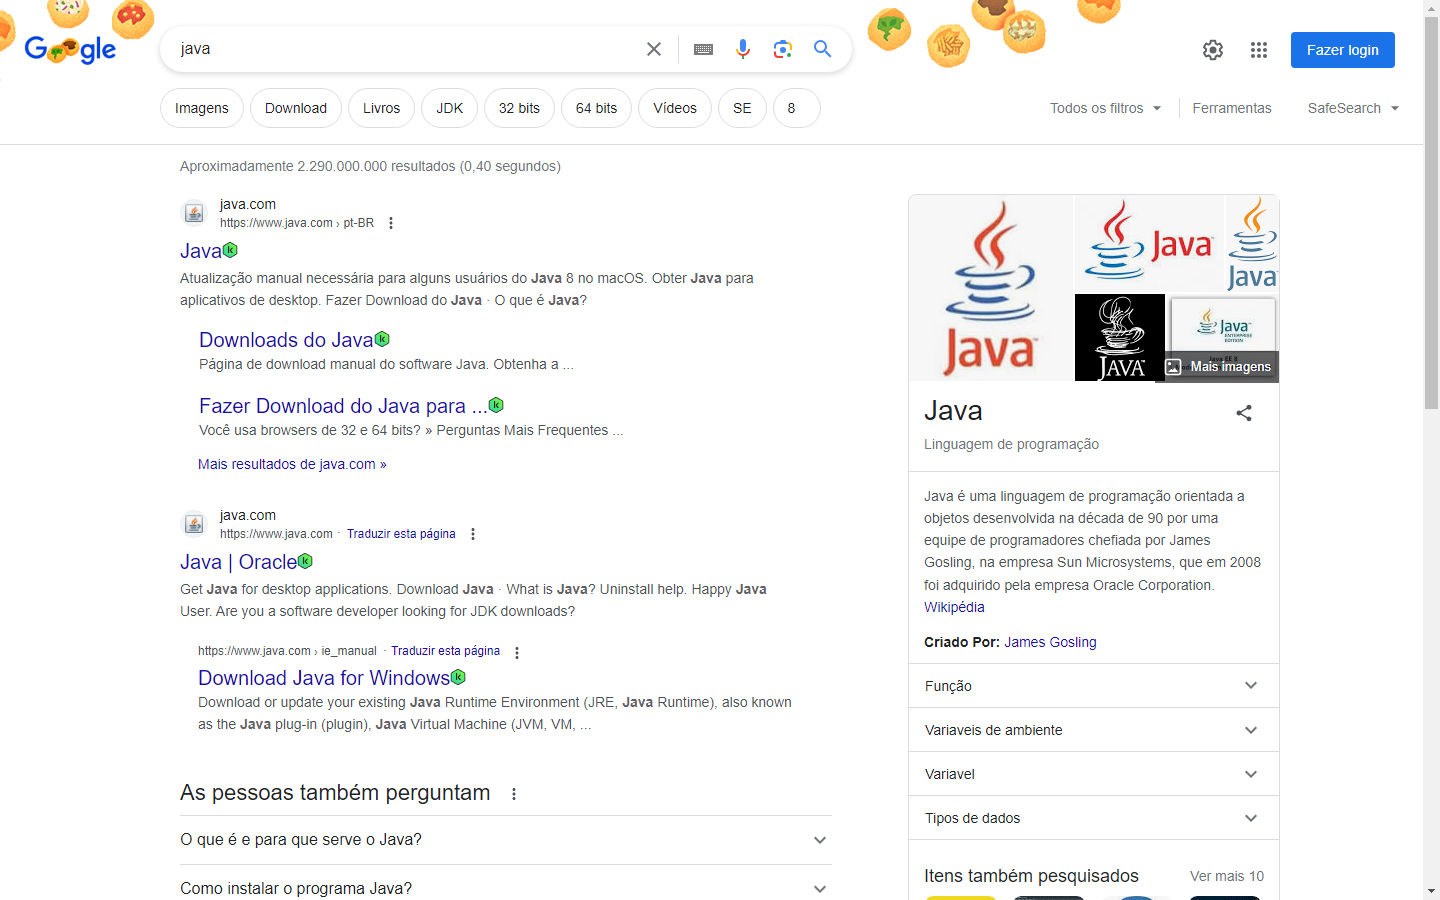 Google
java
Fazer login
Imagens
Download
Livros
JDK
32 bits
64 bits
Vídeos
SE
8
Todos os filtros
Ferramentas
SafeSearch
Aproximadamente 2.290.000.000 resultados (0,40 segundos)
java.com
https://www.java.com › pt-BR
Java
Atualização manual necessária para alguns usuários do Java 8 no macOS. Obter Java para
aplicativos de desktop. Fazer Download do Java · O que é Java?
Downloads do Java
Página de download manual do software Java. Obtenha a ...
Fazer Download do Java para ...
Você usa browsers de 32 e 64 bits? » Perguntas Mais Frequentes ...
Mais resultados de java.com »
java.com
https://www.java.com · Traduzir esta página
Java | Oracle
Get Java for desktop applications. Download Java · What is Java? Uninstall help. Happy Java
User. Are you a software developer looking for JDK downloads?
https://www.java.com › ie_manual · Traduzir esta página
Download Java for Windows
Download or update your existing Java Runtime Environment (JRE, Java Runtime), also known
as the Java plug-in (plugin), Java Virtual Machine (JVM, VM, ...
As pessoas também perguntam
O que é e para que serve o Java?
Como instalar o programa Java?
Java
Java
Java
JAVA
Java
ENTERPRISE
EDITION
Java EE 8
Mais imagens
Java
Linguagem de programação
Java é uma linguagem de programação orientada a
objetos desenvolvida na década de 90 por uma
equipe de programadores chefiada por James
Gosling, na empresa Sun Microsystems, que em 2008
foi adquirido pela empresa Oracle Corporation.
Wikipédia
Criado Por: James Gosling
Função
Variaveis de ambiente
Variavel
Tipos de dados
Itens também pesquisados
Ver mais 10